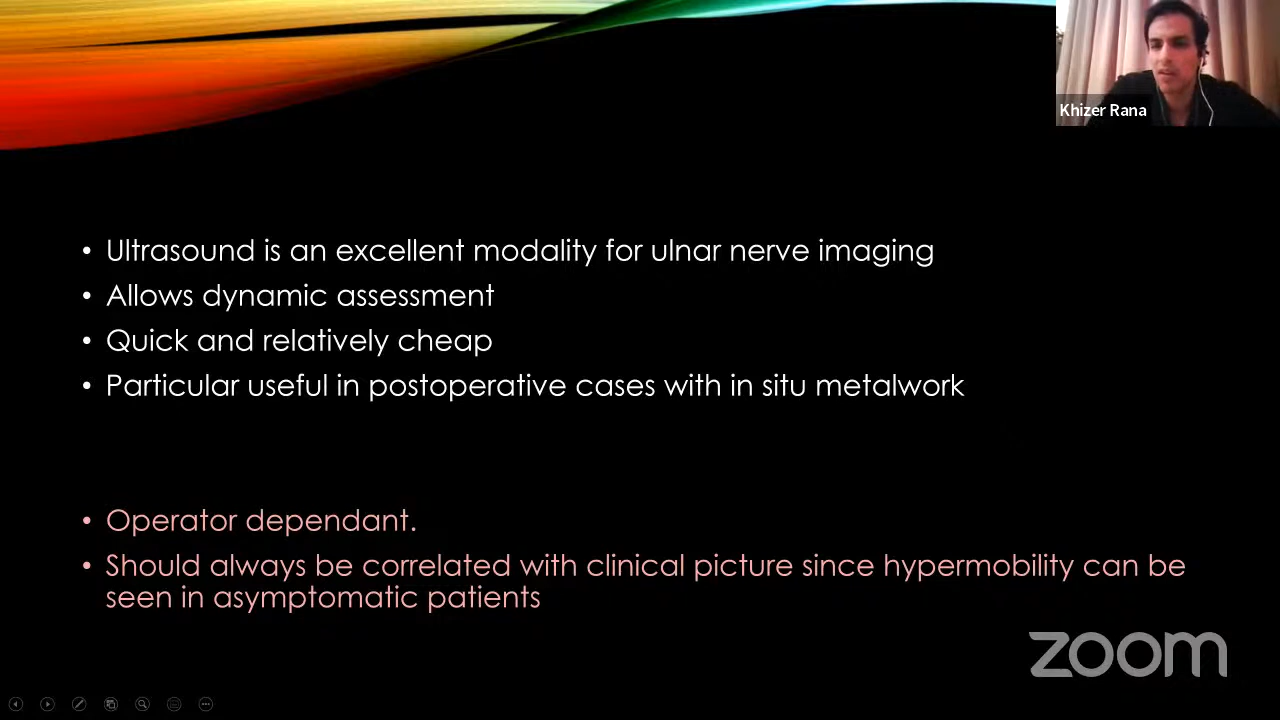 Khizer Rana
• Ultrasound is an excellent modality for ulnar nerve imaging
• Allows dynamic assessment
• Quick and relatively cheap
• Particular useful in postoperative cases with in situ metalwork
• Operator dependant.
• Should always be correlated with clinical picture since hypermobility can be
seen in asymptomatic patients
zoom